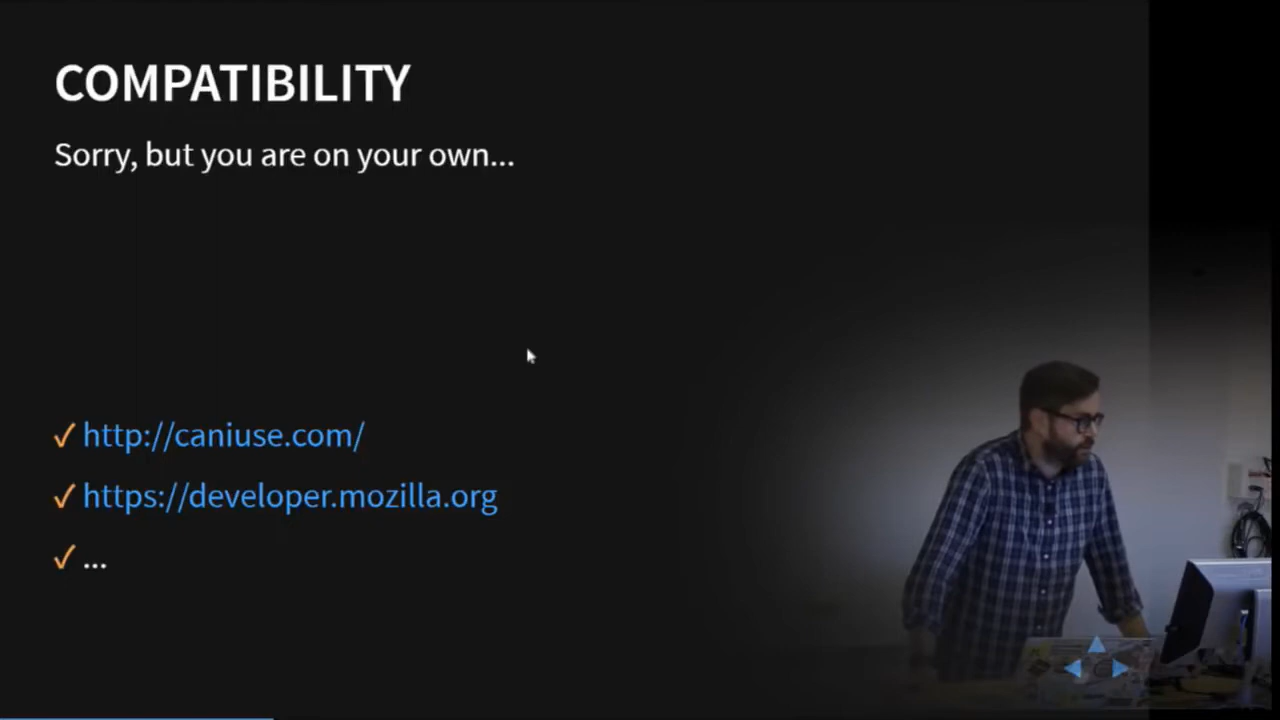 COMPATIBILITY
Sorry, but you are on your own...
✓ http://caniuse.com/
✓ https://developer.mozilla.org
✓ ...